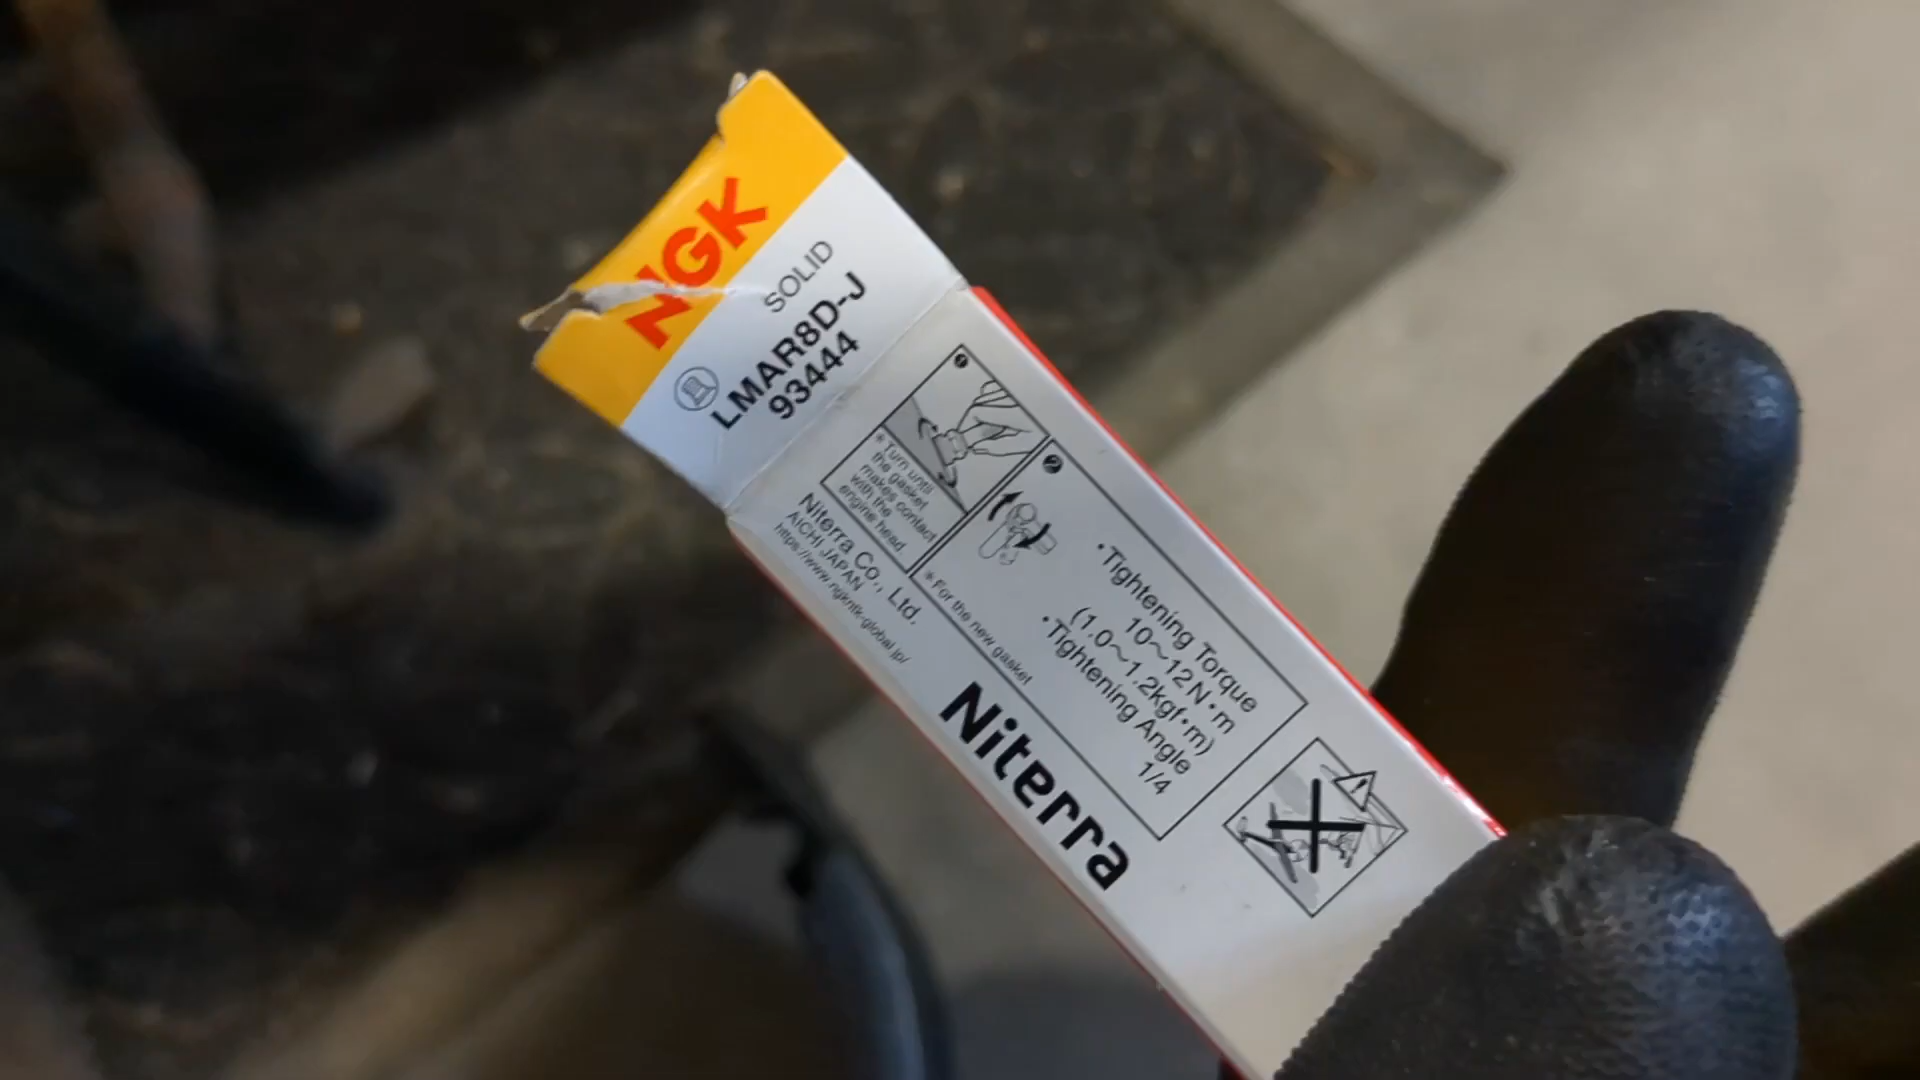 NGK
SOLID
LMAR8D-J
93444
1
* Turn until
the gasket
makes contact
with the
engine head.
2
•Tightening Torque
10~12N•m
(1.0~1.2kgf•m)
•Tightening Angle
1/4
* For the new gasket
Niterra Co., Ltd.
AICHI JAPAN
https://www.ngkntk-global.jp/
Niterra